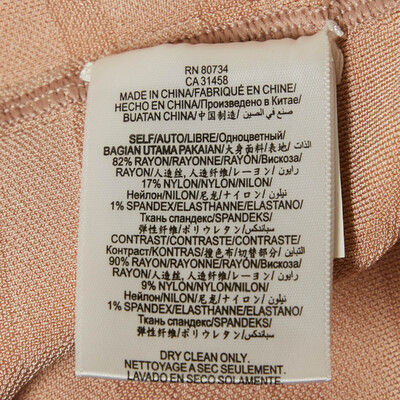 RN 80734
CA 31458
MADE IN CHINA/FABRIQUÉ EN CHINE/
HECHO EN CHINA/Произведено в Китае/
BUATAN CHINA/中国制造/ صنع في الصين
SELF/AUTO/LIBRE/Одноцветный/
BAGIAN UTAMA PAKAIAN/大身面料/表地/ الذات
82% RAYON/RAYONNE/RAYÓN/Вискоза/
RAYON/人造丝, 人造纤维/レーヨン/ رايون
17% NYLON/NYLON/NILON/
Нейлон/NILON/尼龙/ナイロン/ نيلون
1% SPANDEX/ELASTHANNE/ELASTANO/
Ткань спандекс/SPANDEKS/
弹性纤维/ポリウレタン/ سباندكس
CONTRAST/CONTRASTE/CONTRASTE/
Контраст/KONTRAS/撞色布/切替部分/ التباين
90% RAYON/RAYONNE/RAYÓN/Вискоза/
RAYON/人造丝, 人造纤维/レーヨン/ رايون
9% NYLON/NYLON/NILON/
Нейлон/NILON/尼龙/ナイロン/ نيلون
1% SPANDEX/ELASTHANNE/ELASTANO/
Ткань спандекс/SPANDEKS/
弹性纤维/ポリウレタン/ سباندكس
DRY CLEAN ONLY.
NETTOYAGE A SEC SEULEMENT.
LAVADO EN SECO SOLAMENTE.